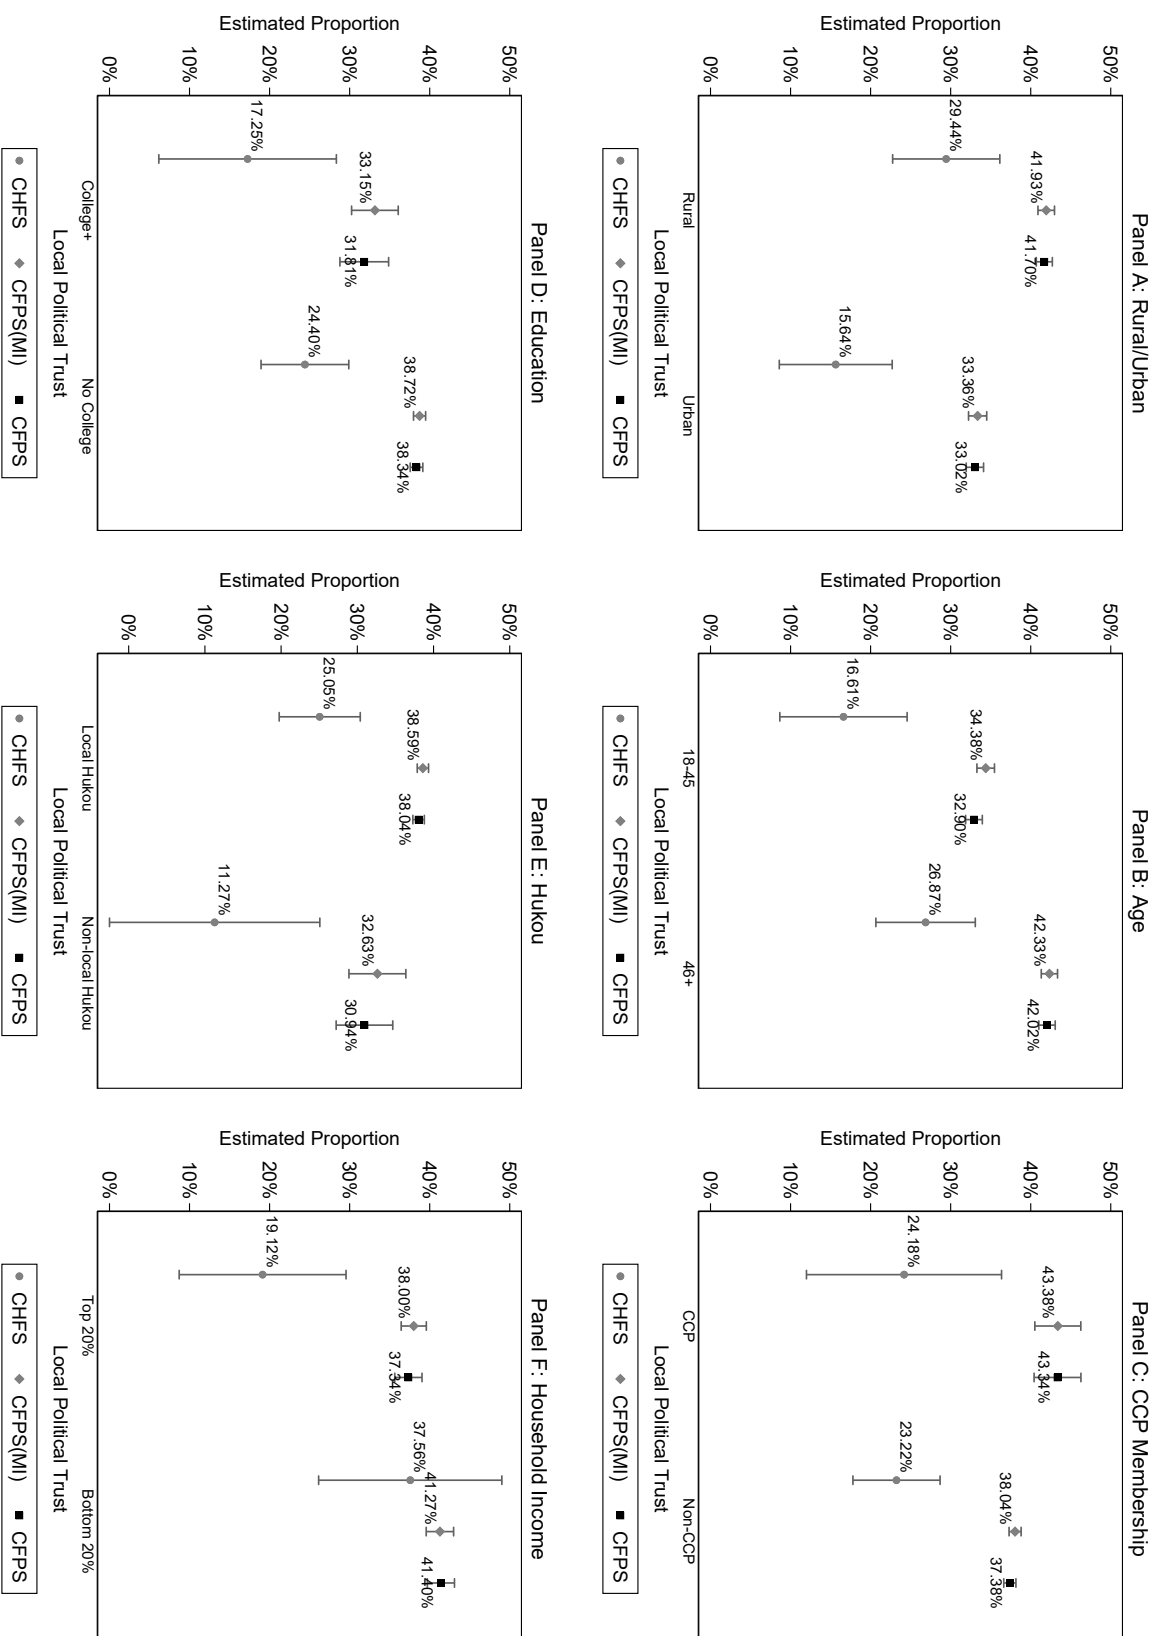 Panel A: Rural/Urban
Estimated Proportion
50%
40%
30%
20%
10%
0%
29.44%
41.93%
41.70%
15.64%
33.36%
33.02%
Rural
Urban
Local Political Trust
CHFS CFPS(MI) CFPS
Panel B: Age
Estimated Proportion
50%
40%
30%
20%
10%
0%
16.61%
34.38%
32.90%
26.87%
42.33%
42.02%
18-45
46+
Local Political Trust
CHFS CFPS(MI) CFPS
Panel C: CCP Membership
Estimated Proportion
50%
40%
30%
20%
10%
0%
24.18%
43.38%
43.34%
23.22%
38.04%
37.38%
CCP
Non-CCP
Local Political Trust
CHFS CFPS(MI) CFPS
Panel D: Education
Estimated Proportion
50%
40%
30%
20%
10%
0%
17.25%
33.15%
31.81%
24.40%
38.72%
38.34%
College+
No College
Local Political Trust
CHFS CFPS(MI) CFPS
Panel E: Hukou
Estimated Proportion
50%
40%
30%
20%
10%
0%
25.05%
38.59%
38.04%
11.27%
32.63%
30.94%
Local Hukou
Non-local Hukou
Local Political Trust
CHFS CFPS(MI) CFPS
Panel F: Household Income
Estimated Proportion
50%
40%
30%
20%
10%
0%
19.12%
38.00%
37.34%
37.56%
41.27%
41.40%
Top 20%
Bottom 20%
Local Political Trust
CHFS CFPS(MI) CFPS